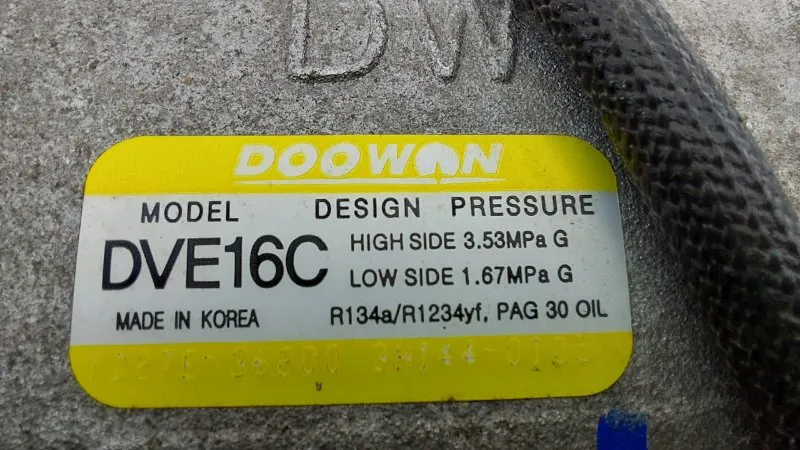 DW
DOOWON
MODEL DESIGN PRESSURE
DVE16C HIGH SIDE 3.53MPa G
LOW SIDE 1.67MPa G
MADE IN KOREA R134a/R1234yf, PAG 30 OIL